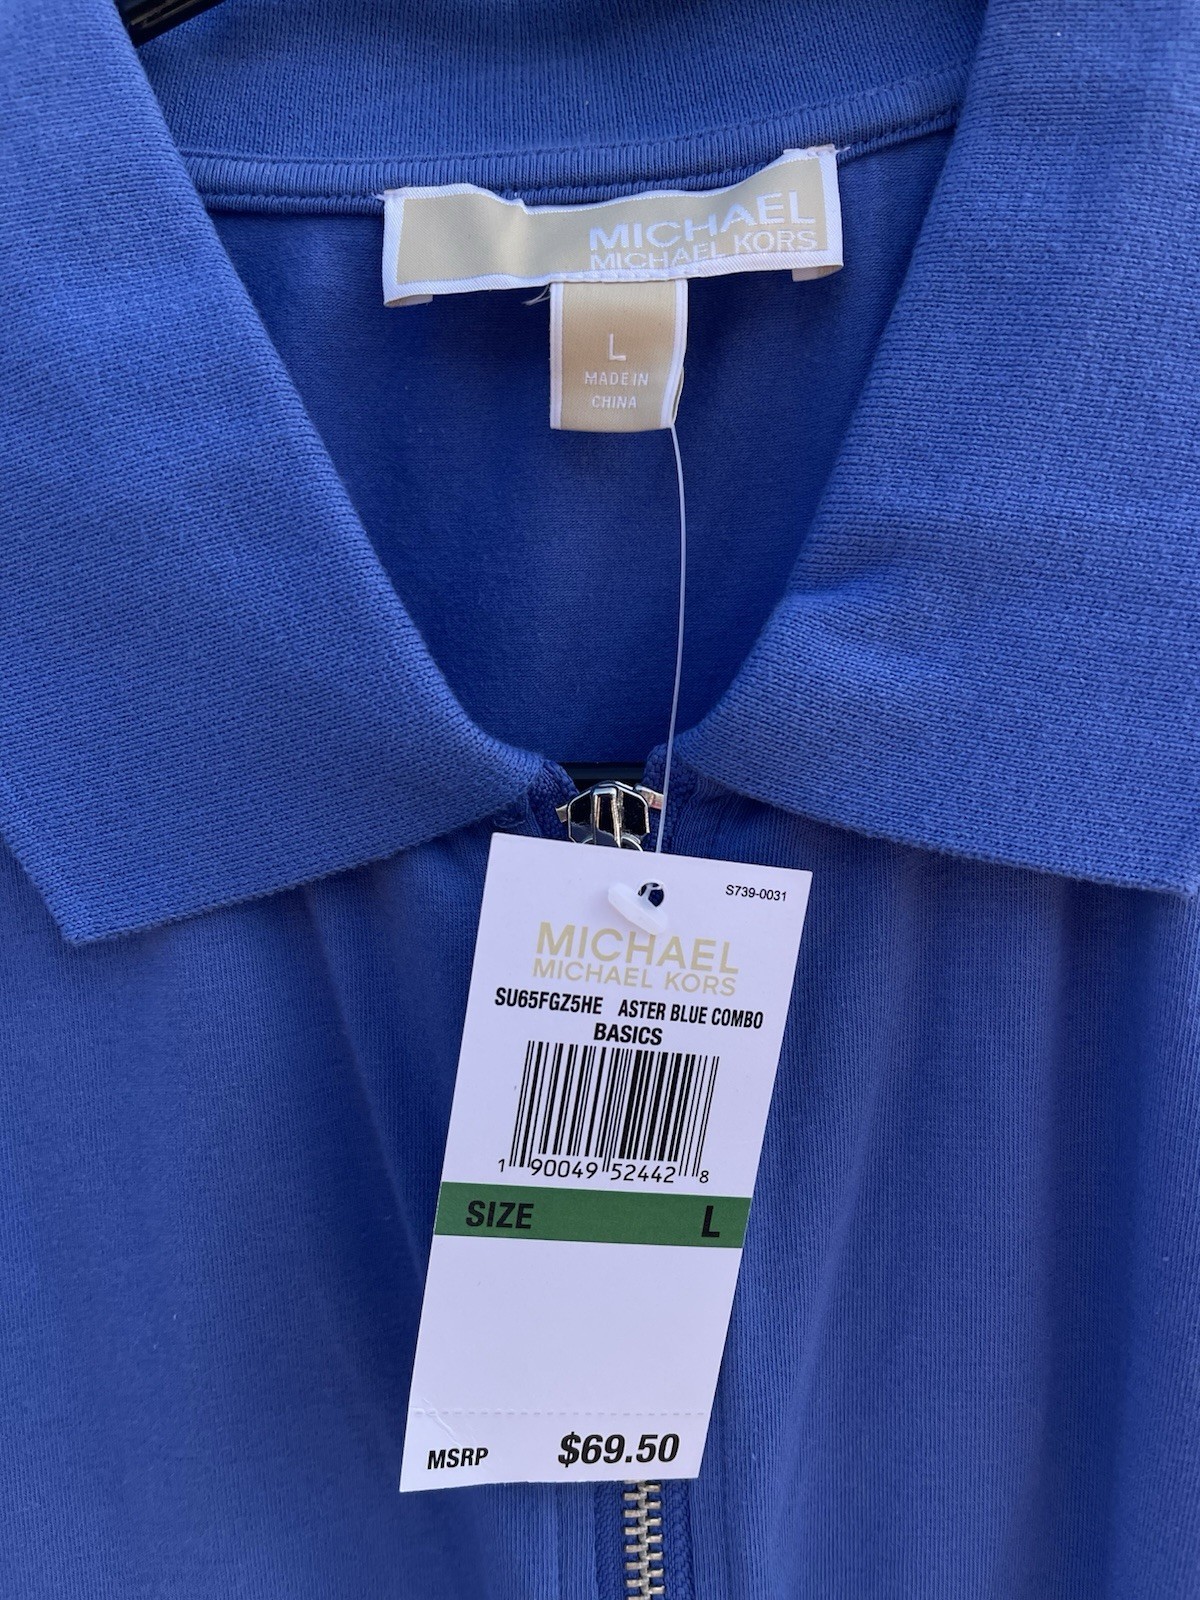 MICHAEL
MICHAEL KORS
L
MADE IN
CHINA
S739-0031
MICHAEL
MICHAEL KORS
SU65FGZ5HE ASTER BLUE COMBO
BASICS
1 90049 52442 8
SIZE L
MSRP $69.50